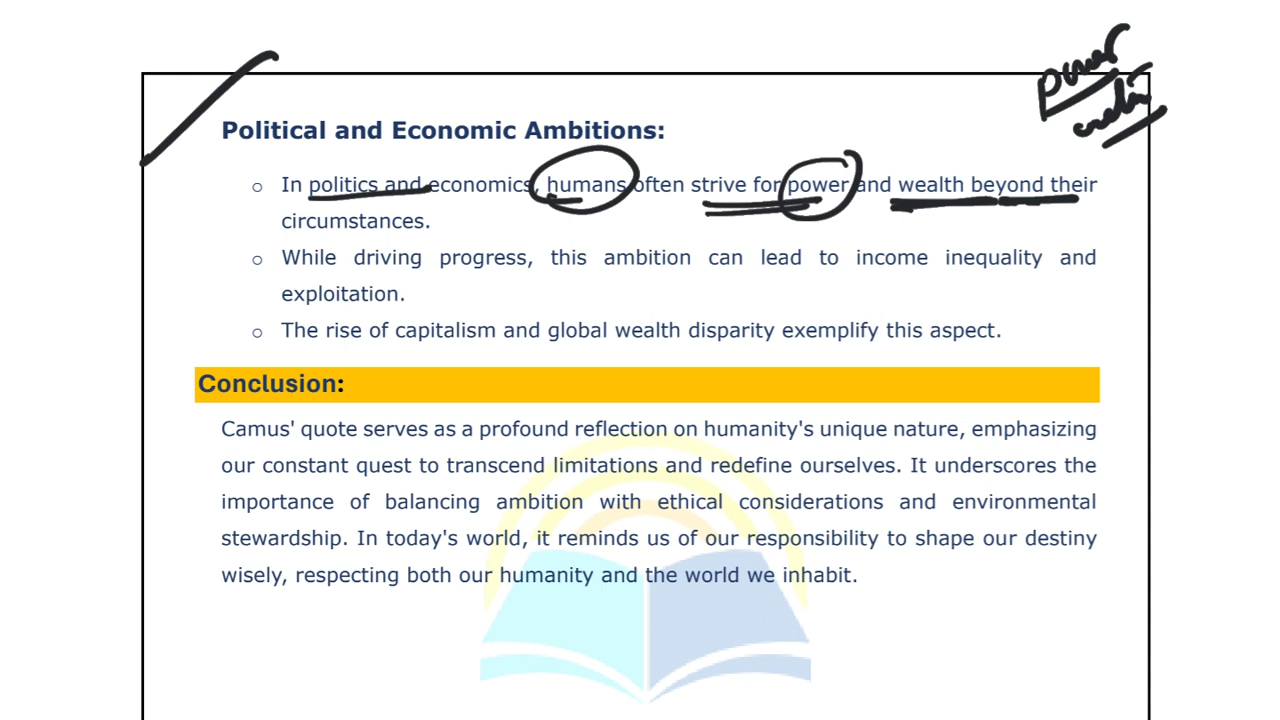 power
Political and Economic Ambitions:
o In politics and economics, humans often strive for power and wealth beyond their
circumstances.
o While driving progress, this ambition can lead to income inequality and
exploitation.
o The rise of capitalism and global wealth disparity exemplify this aspect.
Conclusion:
Camus' quote serves as a profound reflection on humanity's unique nature, emphasizing
our constant quest to transcend limitations and redefine ourselves. It underscores the
importance of balancing ambition with ethical considerations and environmental
stewardship. In today's world, it reminds us of our responsibility to shape our destiny
wisely, respecting both our humanity and the world we inhabit.